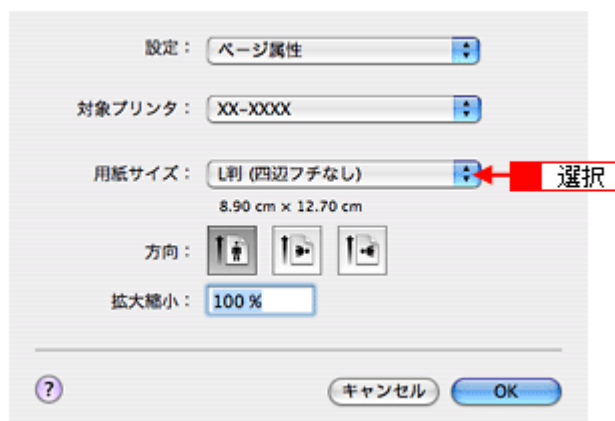 設定： ページ属性
対象プリンタ： XX-XXXX
用紙サイズ： L判 (四辺フチなし) 選択
8.90 cm × 12.70 cm
方向：
拡大縮小： 100 %
? キャンセル OK